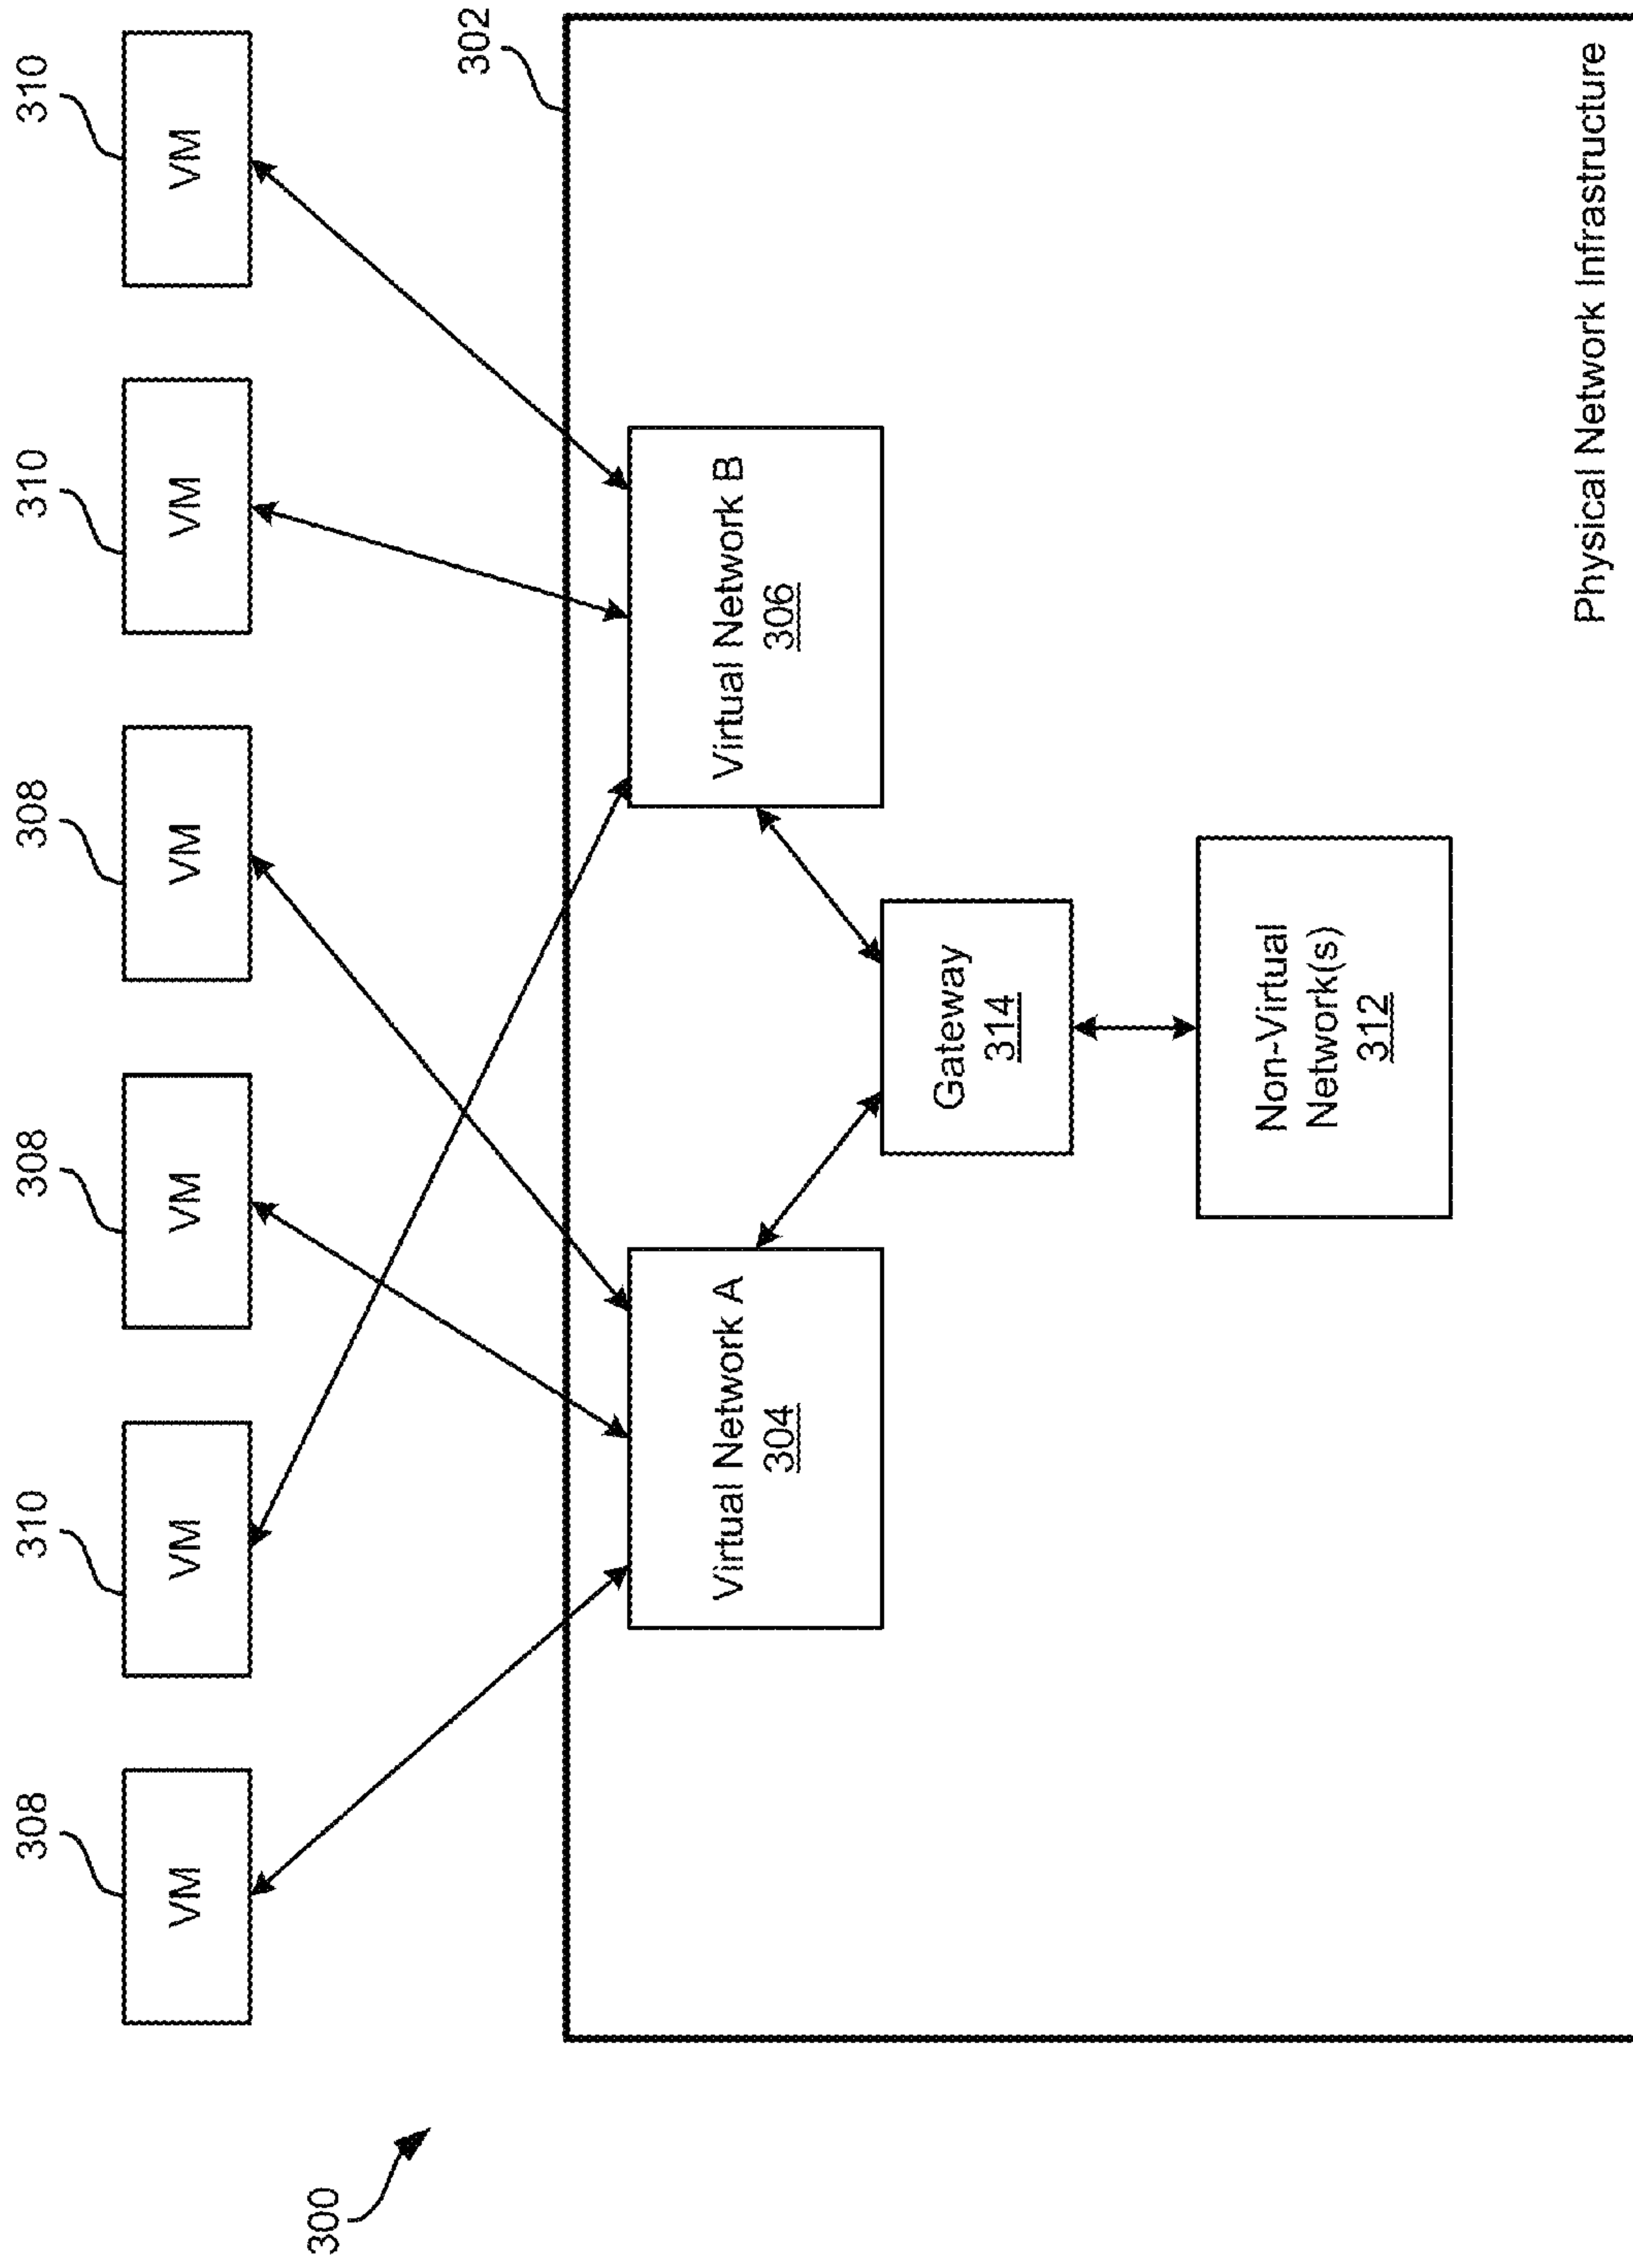 300
308
310
308
308
310
310
VM
VM
VM
VM
VM
VM
302
Virtual Network A
304
Virtual Network B
306
Gateway
314
Non-Virtual
Network(s)
312
Physical Network Infrastructure